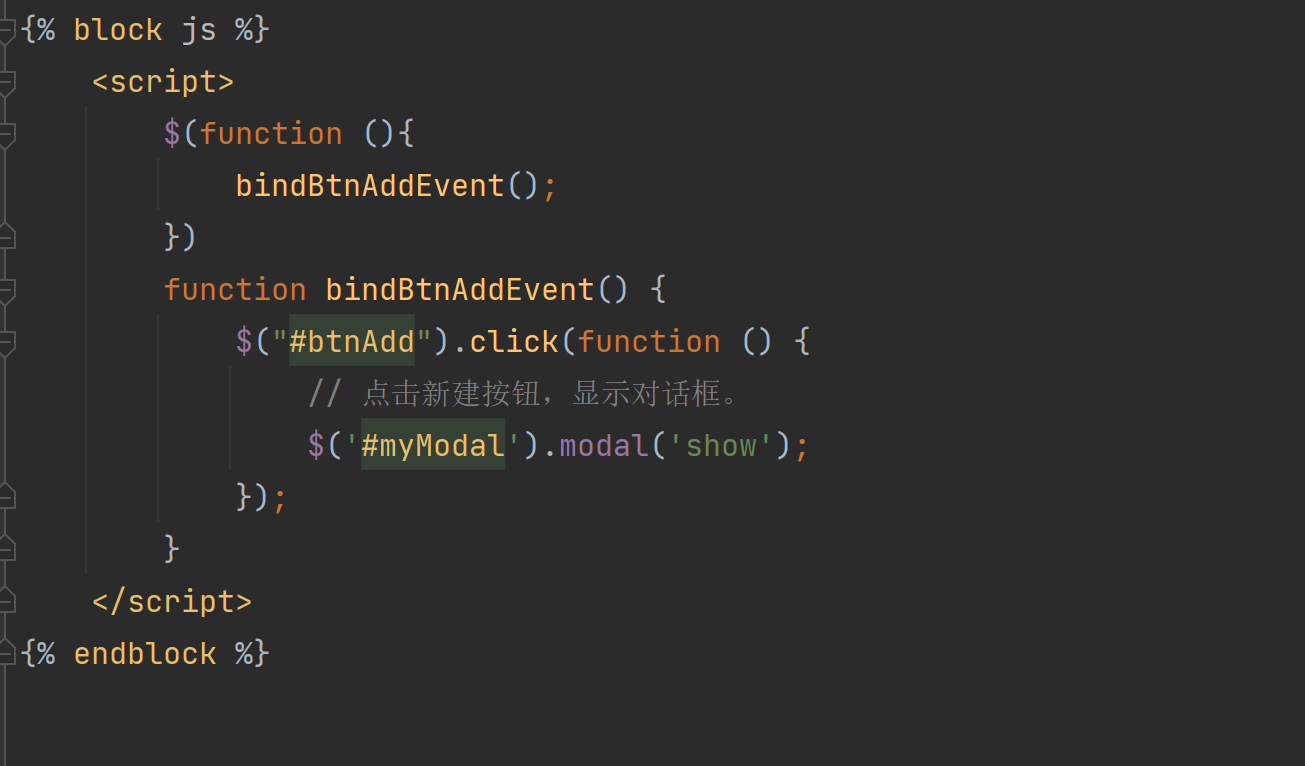 {% block js %}
<script>
$(function (){
bindBtnAddEvent();
})
function bindBtnAddEvent() {
$("#btnAdd").click(function () {
// 点击新建按钮，显示对话框。
$('#myModal').modal('show');
});
}
</script>
{% endblock %}